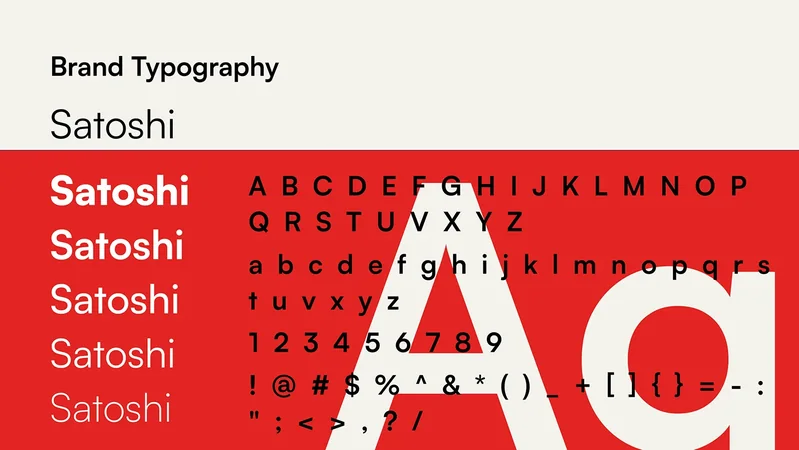 Brand Typography
Satoshi
Satoshi
Satoshi
Satoshi
Satoshi
Satoshi
A B C D E F G H I J K L M N O P
Q R S T U V X Y Z
a b c d e f g h i j k l m n o p q r s
t u v x y z
1 2 3 4 5 6 7 8 9
! @ # $ % ^ & * ( ) _ + [ ] { } = - :
" ; < > , ? /
Aa